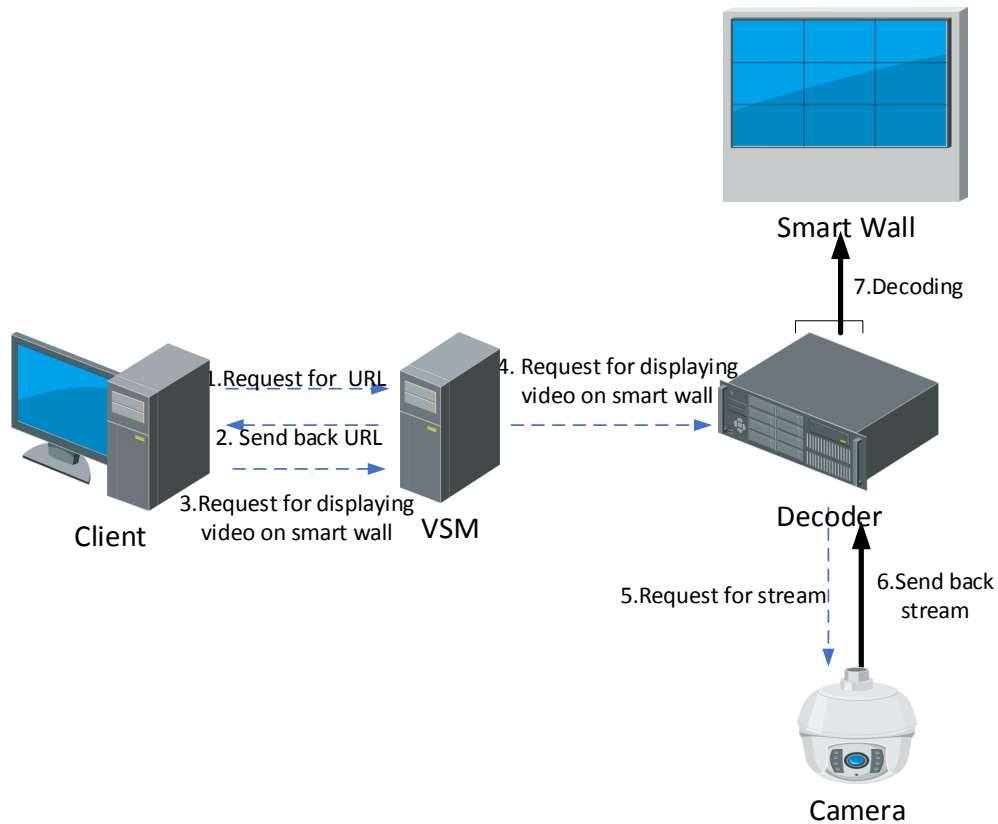 Smart Wall
7.Decoding
1.Request for URL
2. Send back URL
3.Request for displaying
video on smart wall
4. Request for displaying
video on smart wall
Client
VSM
Decoder
5.Request for stream
6.Send back
stream
Camera